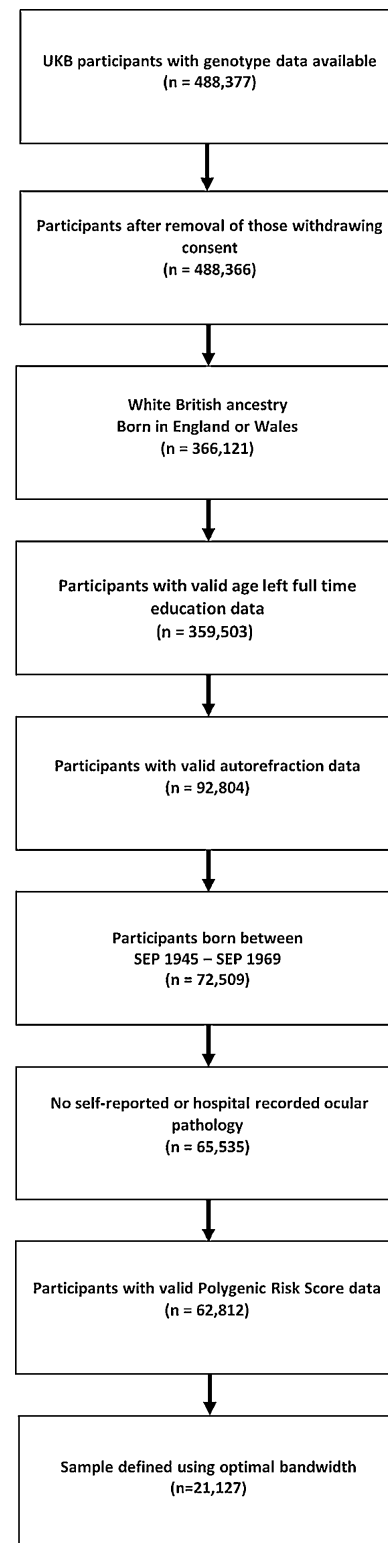 UKB participants with genotype data available
(n = 488,377)
Participants after removal of those withdrawing
consent
(n = 488,366)
White British ancestry
Born in England or Wales
(n = 366,121)
Participants with valid age left full time
education data
(n = 359,503)
Participants with valid autorefraction data
(n = 92,804)
Participants born between
SEP 1945 – SEP 1969
(n = 72,509)
No self-reported or hospital recorded ocular
pathology
(n = 65,535)
Participants with valid Polygenic Risk Score data
(n = 62,812)
Sample defined using optimal bandwidth
(n=21,127)